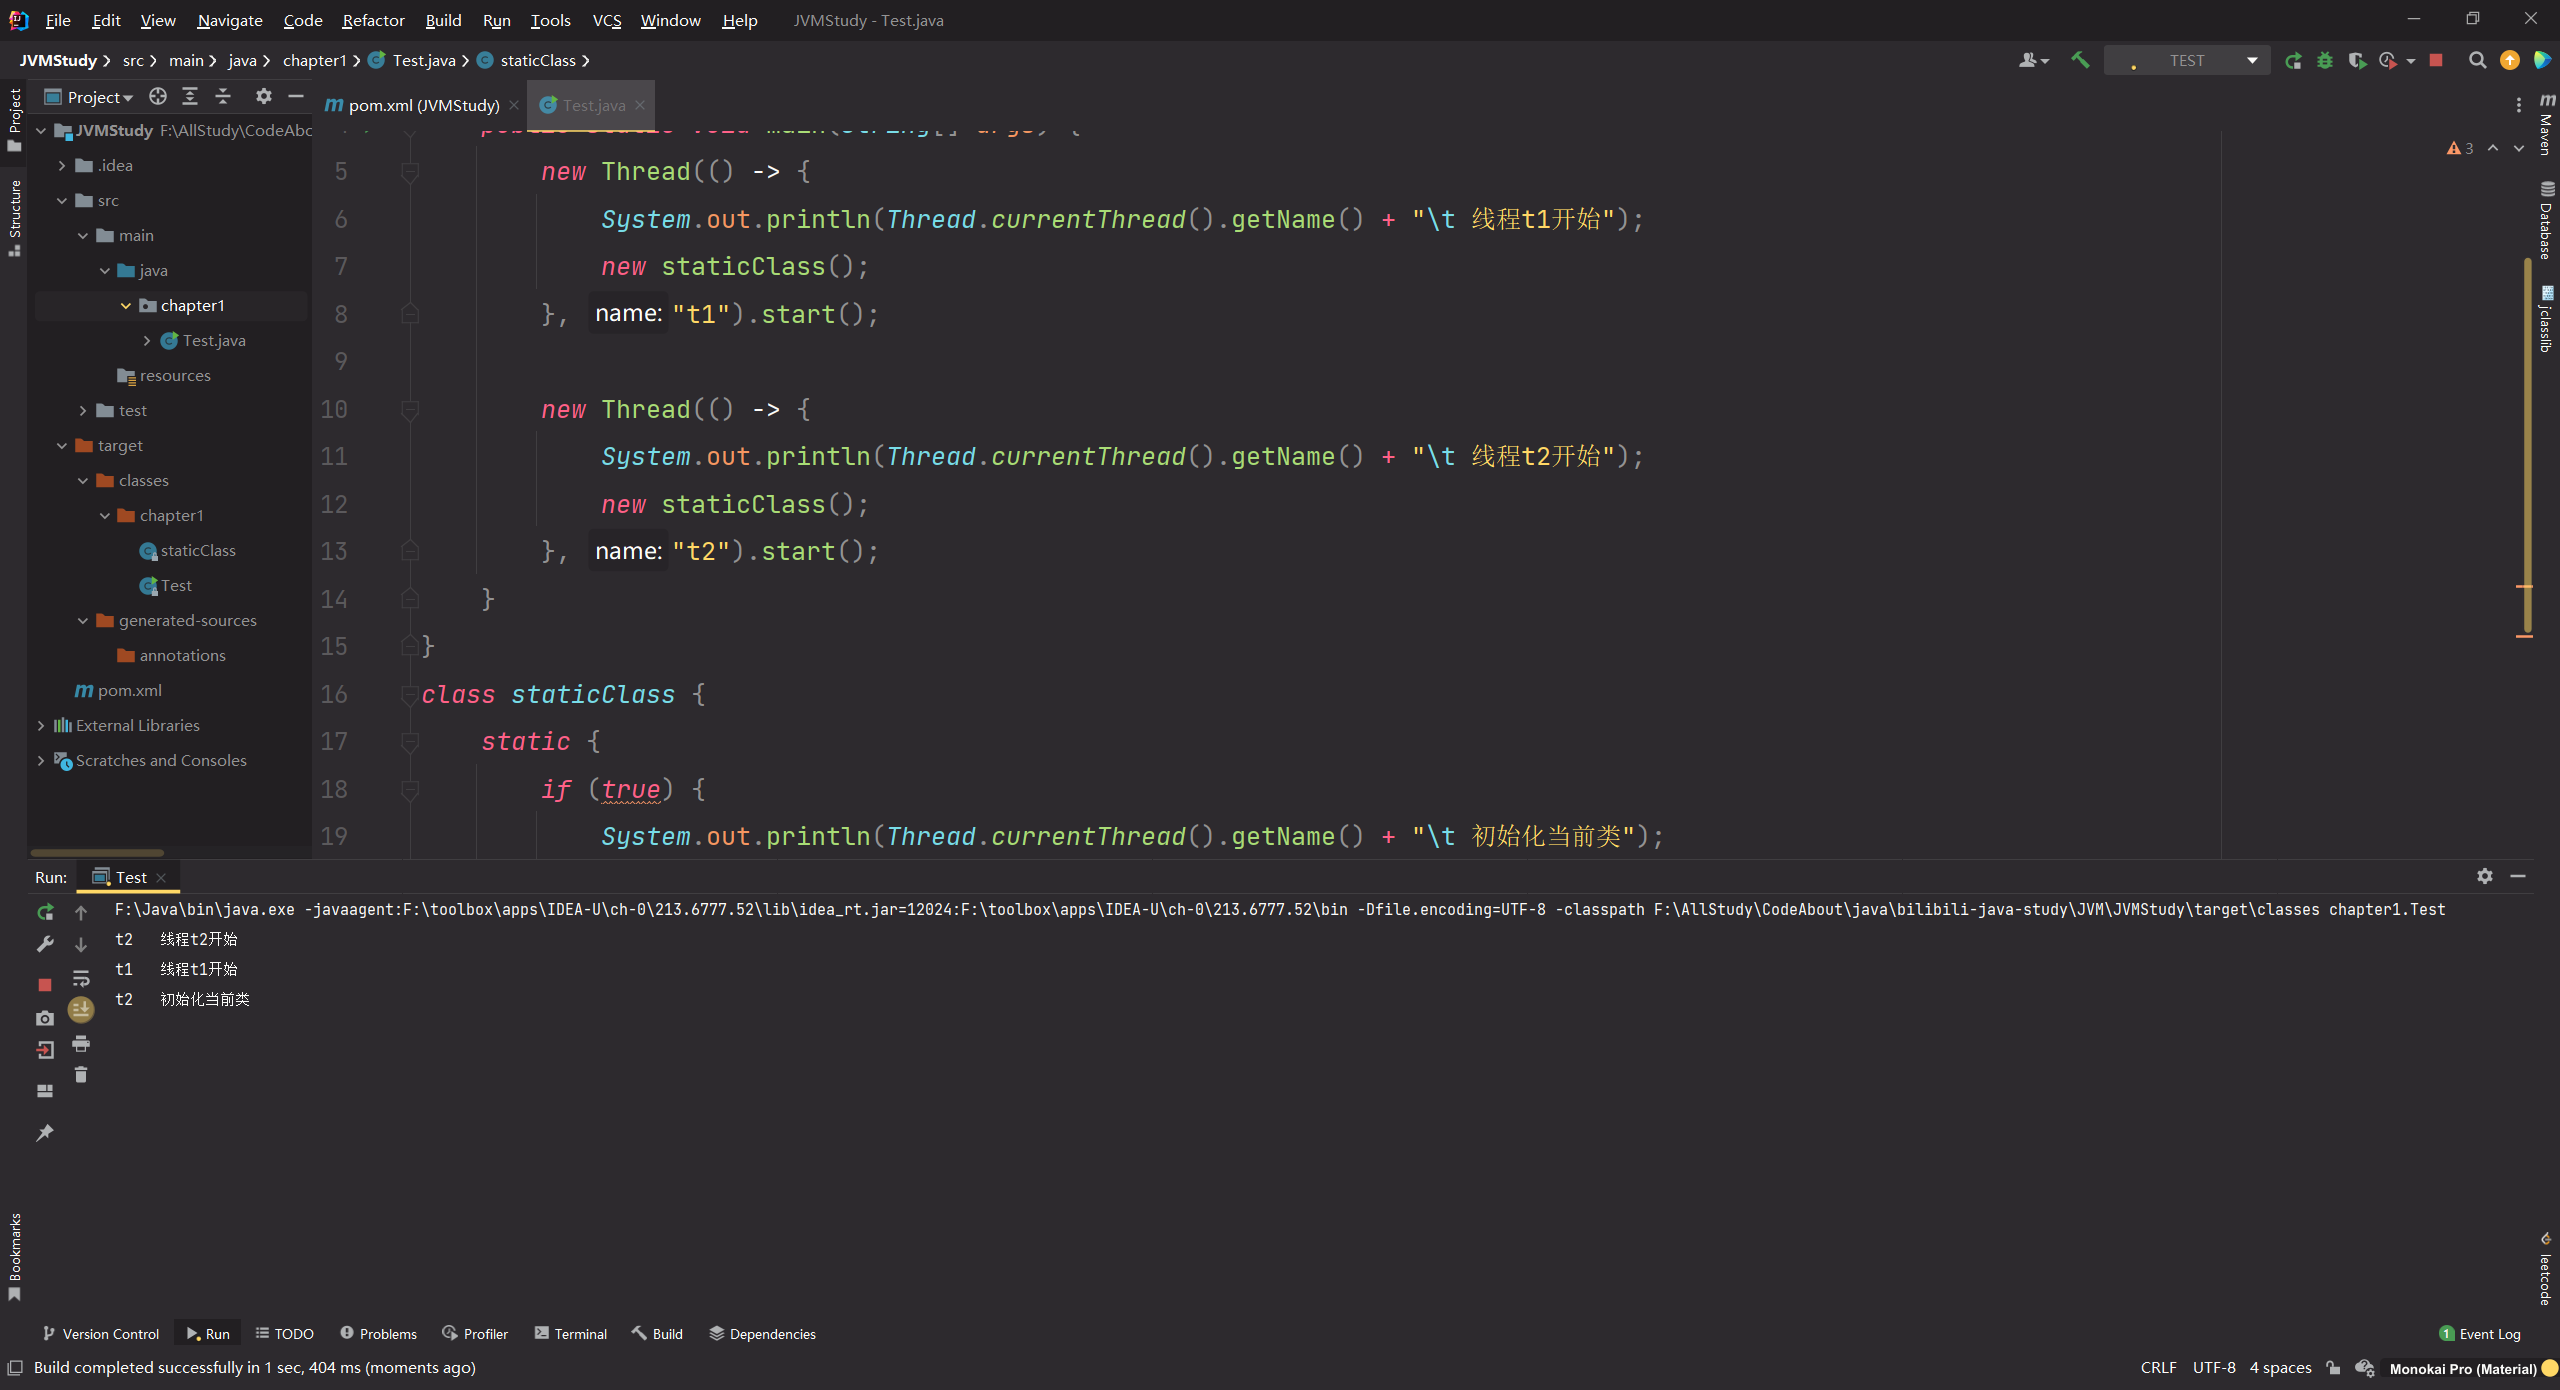 File Edit View Navigate Code Refactor Build Run Tools VCS Window Help JVMStudy - Test.java
JVMStudy src main java chapter1 Test.java staticClass
TEST
Project
pom.xml (JVMStudy)
Test.java
JVMStudy F:\AllStudy\CodeAbo
.idea
src
main
java
chapter1
Test.java
resources
test
target
classes
chapter1
staticClass
Test
generated-sources
annotations
pom.xml
External Libraries
Scratches and Consoles
Project
Structure
Bookmarks
public static void main(String[] args) {
5 new Thread(() -> {
6 System.out.println(Thread.currentThread().getName() + "\t 线程t1开始");
7 new staticClass();
8 }, name: "t1").start();
9
10 new Thread(() -> {
11 System.out.println(Thread.currentThread().getName() + "\t 线程t2开始");
12 new staticClass();
13 }, name: "t2").start();
14 }
15 }
16 class staticClass {
17 static {
18 if (true) {
19 System.out.println(Thread.currentThread().getName() + "\t 初始化当前类");
3
Maven
Database
jclasslib
leetcode
Run: Test
F:\Java\bin\java.exe -javaagent:F:\toolbox\apps\IDEA-U\ch-0\213.6777.52\lib\idea_rt.jar=12024:F:\toolbox\apps\IDEA-U\ch-0\213.6777.52\bin -Dfile.encoding=UTF-8 -classpath F:\AllStudy\CodeAbout\java\bilibili-java-study\JVM\JVMStudy\target\classes chapter1.Test
t2 线程t2开始
t1 线程t1开始
t2 初始化当前类
Version Control Run TODO Problems Profiler Terminal Build Dependencies 1 Event Log
Build completed successfully in 1 sec, 404 ms (moments ago) CRLF UTF-8 4 spaces Monokai Pro (Material)